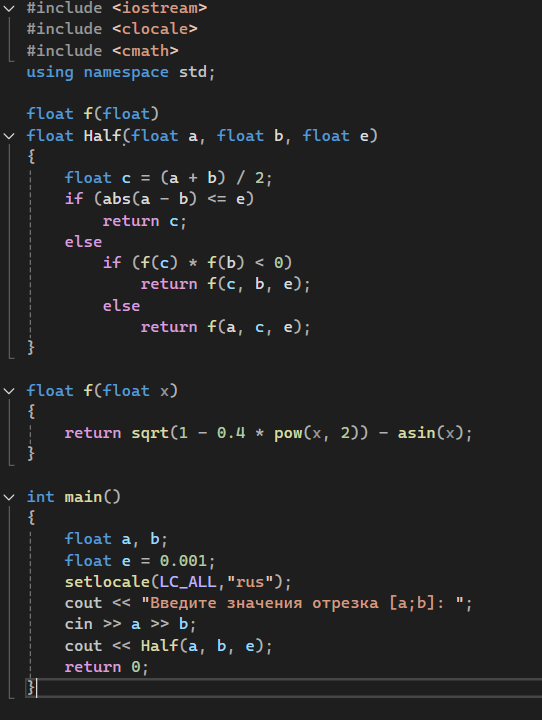 #include <iostream>
#include <clocale>
#include <cmath>
using namespace std;

float f(float)
float Half(float a, float b, float e)
{
    float c = (a + b) / 2;
    if (abs(a - b) <= e)
        return c;
    else
        if (f(c) * f(b) < 0)
            return f(c, b, e);
        else
            return f(a, c, e);
}

float f(float x)
{
    return sqrt(1 - 0.4 * pow(x, 2)) - asin(x);
}

int main()
{
    float a, b;
    float e = 0.001;
    setlocale(LC_ALL,"rus");
    cout << "Введите значения отрезка [a;b]: ";
    cin >> a >> b;
    cout << Half(a, b, e);
    return 0;
}